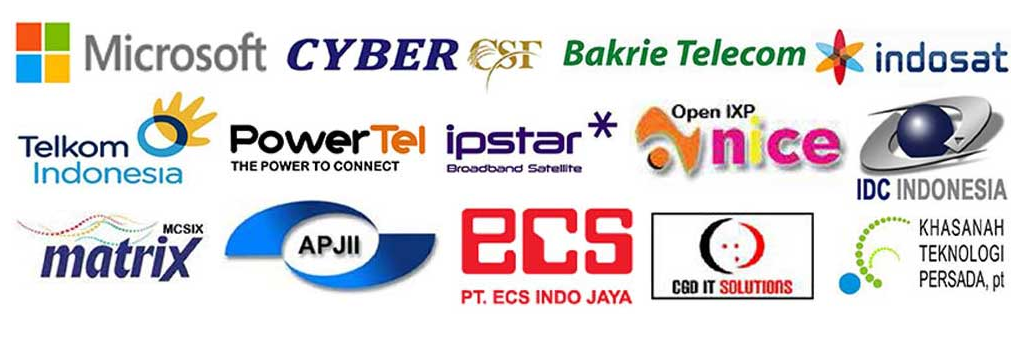 Microsoft
CYBER CSF
Bakrie Telecom
indosat
Telkom
Indonesia
PowerTel
THE POWER TO CONNECT
ipstar
Broadband Satellite
Open IXP
nice
IDC INDONESIA
MCSIX
matrix
APJII
ecs
PT. ECS INDO JAYA
CGD IT SOLUTIONS
KHASANAH
TEKNOLOGI
PERSADA, pt